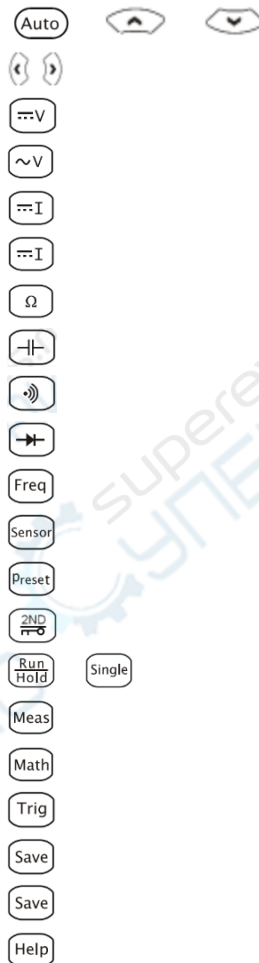 Auto
⎓V
~V
⎓I
⎓I
Ω
Freq
Sensor
Preset
2ND
Run
Hold Single
Meas
Math
Trig
Save
Save
Help